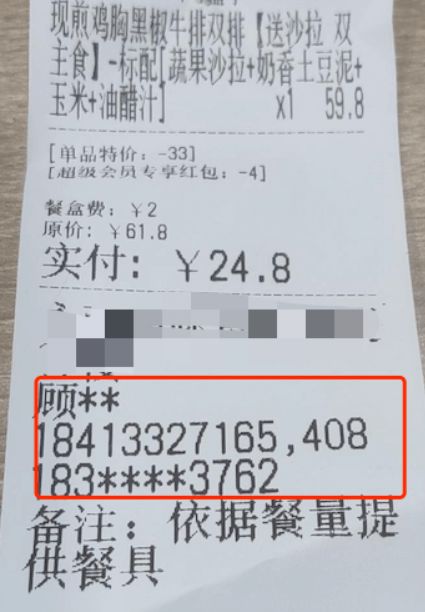 现煎鸡胸黑椒牛排双排【送沙拉 双
主食】-标配[蔬果沙拉+奶香土豆泥+
玉米+油醋汁] x1 59.8
[单品特价: -33]
[超级会员专享红包: -4]
餐盒费: ￥2
原价: ￥61.8
实付: ￥24.8
顾**
18413327165,408
183****3762
备注: 依据餐量提
供餐具